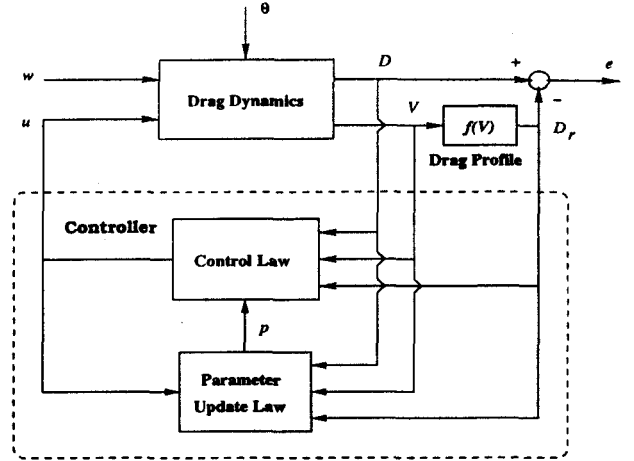 θ
w
u
Drag Dynamics
D
V
+
−
e
f(V)
D_r
Drag Profile
Controller
Control Law
p
Parameter
Update Law